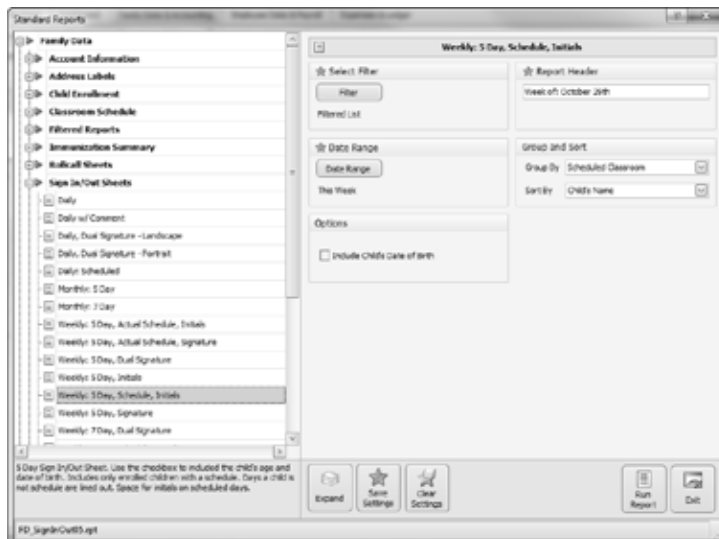 Standard Reports
Family Data
Account Information
Address Labels
Child Enrollment
Classroom Schedule
Filtered Reports
Immunization Summary
Rollcall Sheets
Sign In/Out Sheets
Daily
Daily w/ Comment
Daily, Dual Signature - Landscape
Daily, Dual Signature - Portrait
Daily: Scheduled
Monthly: 5 Day
Monthly: 7 Day
Weekly: 5 Day, Actual Schedule, Initials
Weekly: 5 Day, Actual Schedule, Signature
Weekly: 5 Day, Dual Signature
Weekly: 5 Day, Initials
Weekly: 5 Day, Schedule, Initials
Weekly: 5 Day, Signature
Weekly: 7 Day, Dual Signature
5 Day Sign In/Out Sheet. Use the checkbox to included the child's age and
date of birth. Includes only enrolled children with a schedule. Days a child is
not schedule are lined out. Space for initials on scheduled days.
Weekly: 5 Day, Schedule, Initials
Select Filter
Filter
Filtered List
Report Header
Week of: October 29th
Date Range
Date Range
This Week
Group and Sort
Group By Scheduled Classroom
Sort By Child's Name
Options
Include Child's Date of Birth
Expand
Save Settings
Clear Settings
Run Report
Exit
FD_SignInOut05.rpt